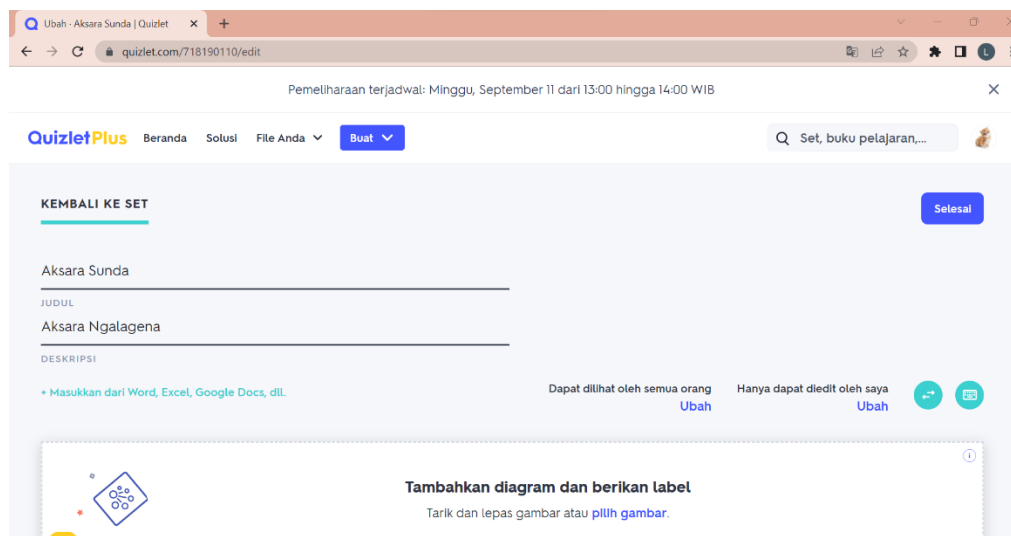 Ubah - Aksara Sunda | Quizlet
quizlet.com/718190110/edit
L
Pemeliharaan terjadwal: Minggu, September 11 dari 13:00 hingga 14:00 WIB
QuizletPlus Beranda Solusi File Anda Buat Set, buku pelajaran,...
KEMBALI KE SET
Selesai
Aksara Sunda
JUDUL
Aksara Ngalagena
DESKRIPSI
+ Masukkan dari Word, Excel, Google Docs, dll.
Dapat dilihat oleh semua orang
Ubah
Hanya dapat diedit oleh saya
Ubah
Tambahkan diagram dan berikan label
Tarik dan lepas gambar atau pilih gambar.